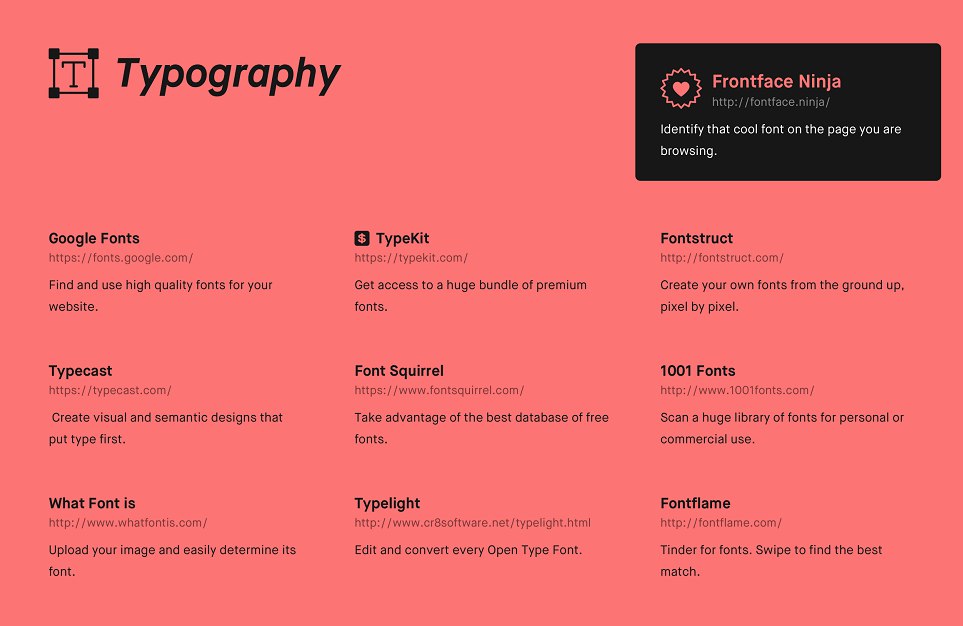 T Typography
Frontface Ninja
http://fontface.ninja/
Identify that cool font on the page you are
browsing.
Google Fonts
https://fonts.google.com/
Find and use high quality fonts for your
website.
$ TypeKit
https://typekit.com/
Get access to a huge bundle of premium
fonts.
Fontstruct
http://fontstruct.com/
Create your own fonts from the ground up,
pixel by pixel.
Typecast
https://typecast.com/
Create visual and semantic designs that
put type first.
Font Squirrel
https://www.fontsquirrel.com/
Take advantage of the best database of free
fonts.
1001 Fonts
http://www.1001fonts.com/
Scan a huge library of fonts for personal or
commercial use.
What Font is
http://www.whatfontis.com/
Upload your image and easily determine its
font.
Typelight
http://www.cr8software.net/typelight.html
Edit and convert every Open Type Font.
Fontflame
http://fontflame.com/
Tinder for fonts. Swipe to find the best
match.